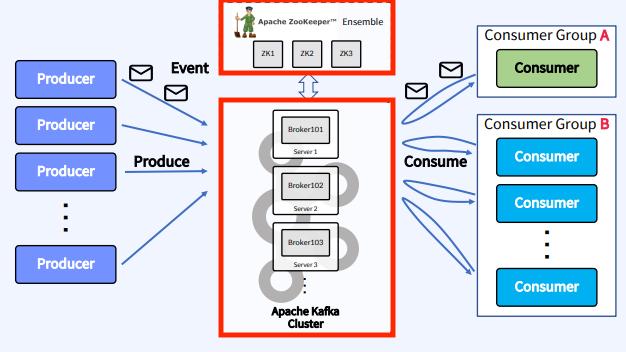 Apache ZooKeeper™ Ensemble
ZK1
ZK2
ZK3
Producer
Producer
Producer
Producer
Event
Produce
Broker101
Server 1
Broker102
Server 2
Broker103
Server 3
Apache Kafka
Cluster
Consume
Consumer Group A
Consumer
Consumer Group B
Consumer
Consumer
Consumer